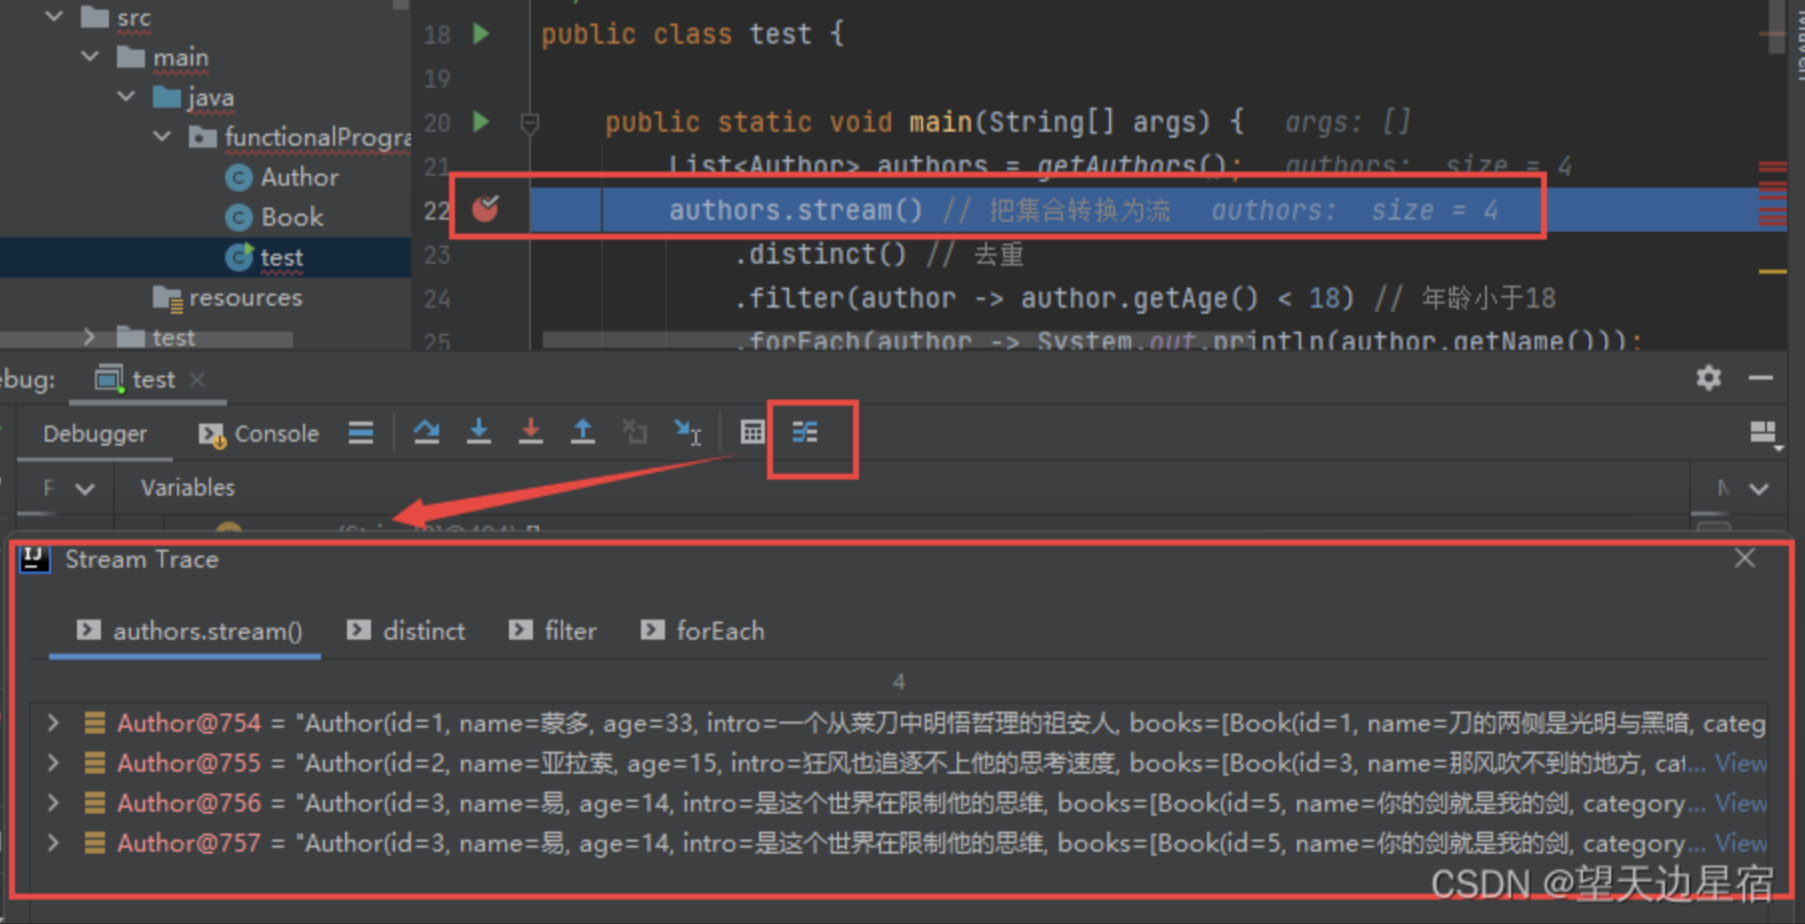 src
main
java
functionalProgra
Author
Book
test
resources
test
18 public class test {
19
20 public static void main(String[] args) { args: []
21 List<Author> authors = getAuthors(); authors: size = 4
22 authors.stream() // 把集合转换为流 authors: size = 4
23 .distinct() // 去重
24 .filter(author -> author.getAge() < 18) // 年龄小于18
25 .forEach(author -> System.out.println(author.getName()));
ebug: test
Debugger Console
F Variables
Stream Trace
authors.stream() distinct filter forEach
4
Author@754 = "Author(id=1, name=蒙多, age=33, intro=一个从菜刀中明悟哲理的祖安人, books=[Book(id=1, name=刀的两侧是光明与黑暗, categ
Author@755 = "Author(id=2, name=亚拉索, age=15, intro=狂风也追逐不上他的思考速度, books=[Book(id=3, name=那风吹不到的地方, cat... View
Author@756 = "Author(id=3, name=易, age=14, intro=是这个世界在限制他的思维, books=[Book(id=5, name=你的剑就是我的剑, category... View
Author@757 = "Author(id=3, name=易, age=14, intro=是这个世界在限制他的思维, books=[Book(id=5, name=你的剑就是我的剑, category... View
CSDN @望天边星宿